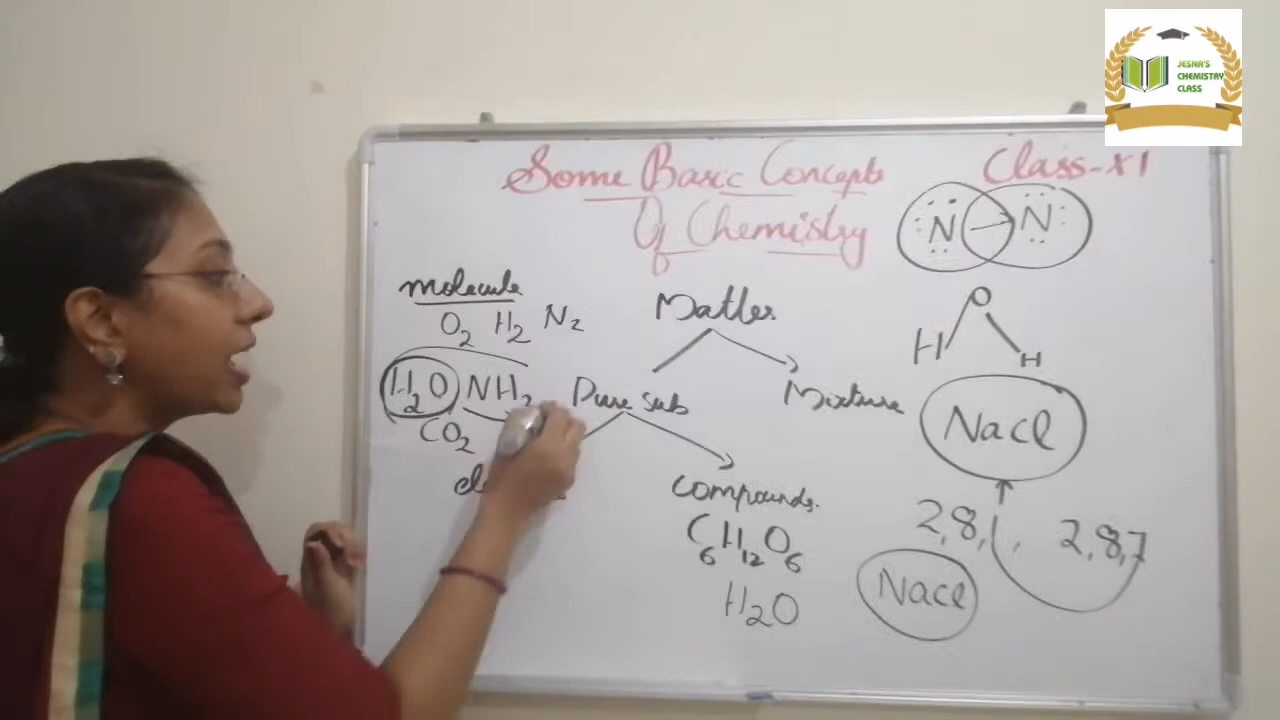 JESNA'S
CHEMISTRY
CLASS
Some Basic Concepts
Of Chemistry
Class-XI
N → N
molecule
O2 H2 N2
H2O NH3
CO2
Matter
Pure sub
Mixture
Compounds.
C6H12O6
H2O
O
H H
NaCl
2,8,1, 2,8,7
NaCl